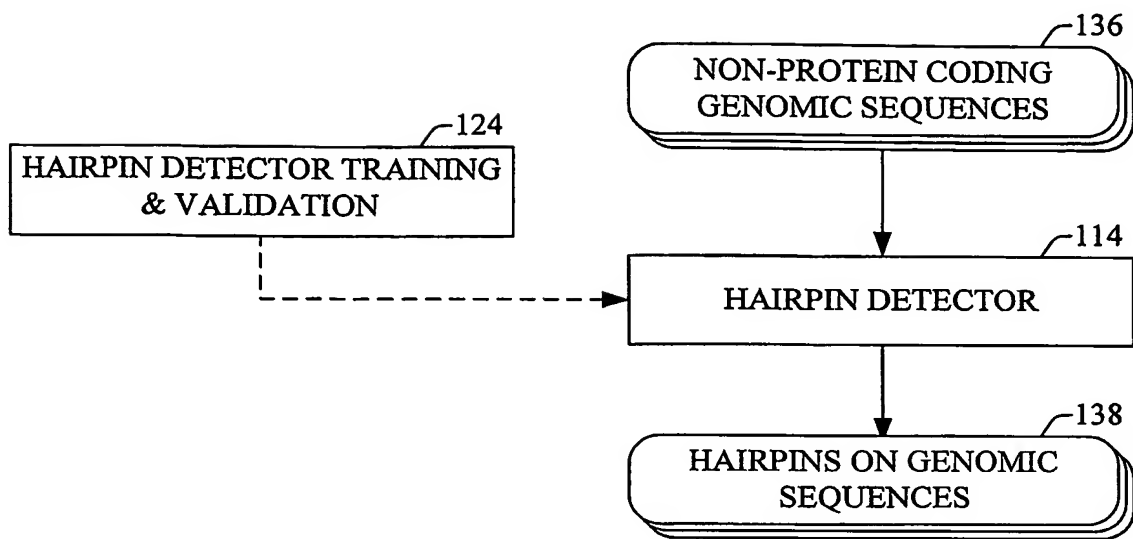 136
NON-PROTEIN CODING
GENOMIC SEQUENCES
124
HAIRPIN DETECTOR TRAINING
& VALIDATION
114
HAIRPIN DETECTOR
138
HAIRPINS ON GENOMIC
SEQUENCES